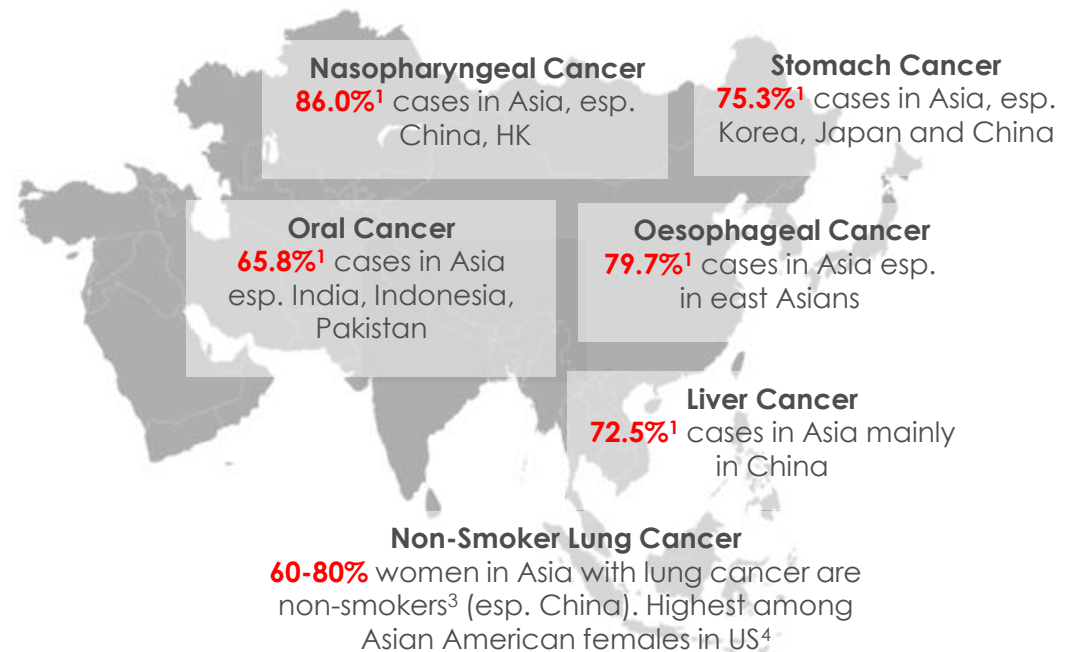 Nasopharyngeal Cancer
86.0%¹ cases in Asia, esp.
China, HK
Stomach Cancer
75.3%¹ cases in Asia, esp.
Korea, Japan and China
Oral Cancer
65.8%¹ cases in Asia
esp. India, Indonesia,
Pakistan
Oesophageal Cancer
79.7%¹ cases in Asia esp.
in east Asians
Liver Cancer
72.5%¹ cases in Asia mainly
in China
Non-Smoker Lung Cancer
60-80% women in Asia with lung cancer are
non-smokers³ (esp. China). Highest among
Asian American females in US⁴